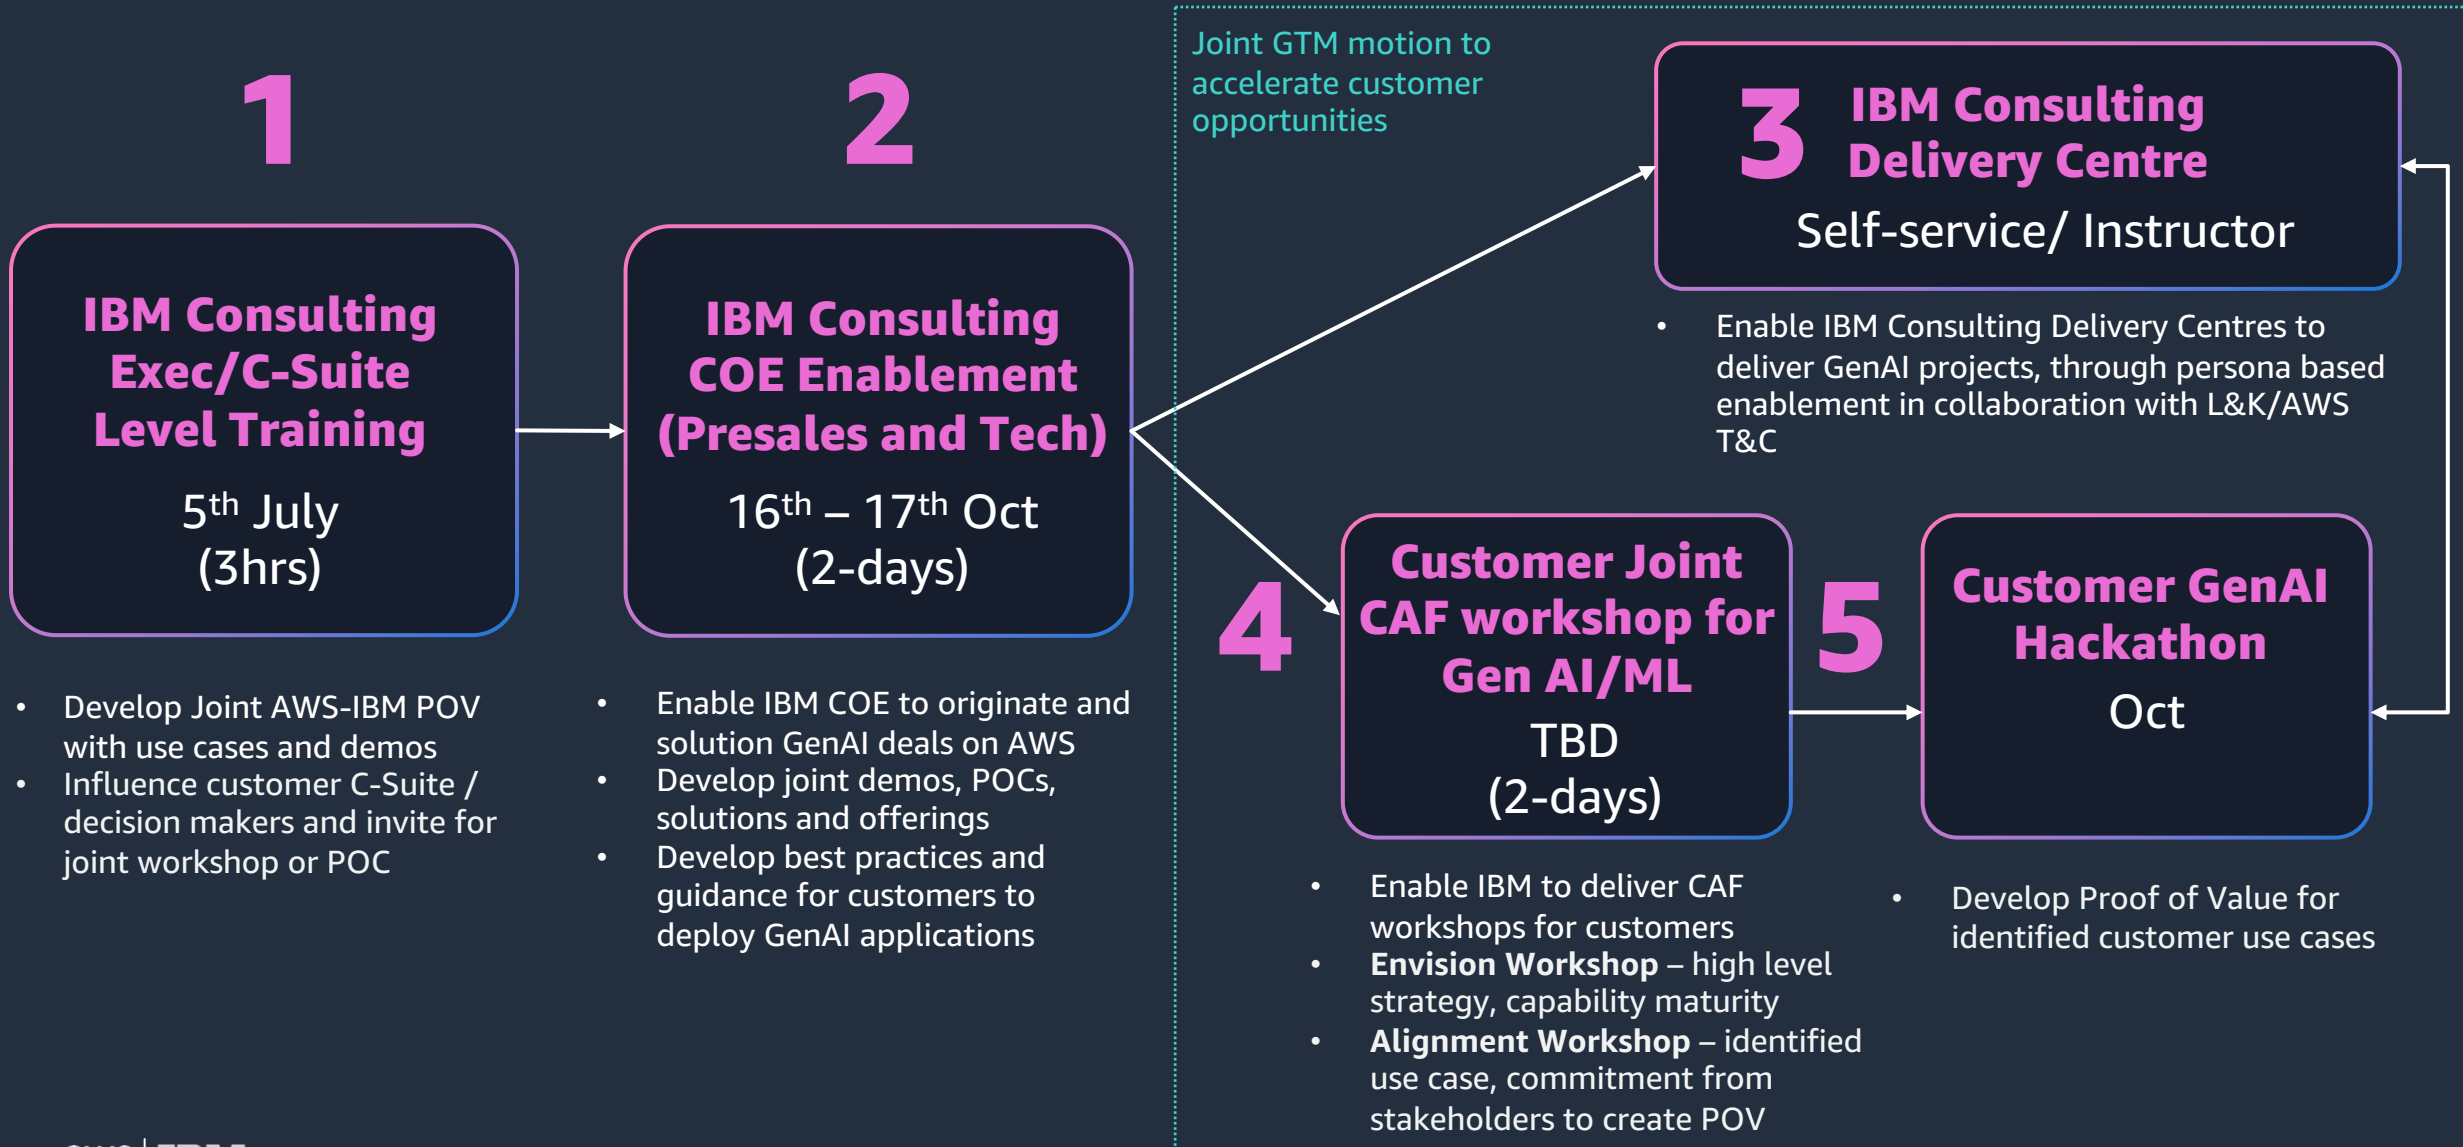 1
IBM Consulting
Exec/C-Suite
Level Training
5th July
(3hrs)
• Develop Joint AWS-IBM POV
with use cases and demos
• Influence customer C-Suite /
decision makers and invite for
joint workshop or POC
2
IBM Consulting
COE Enablement
(Presales and Tech)
16th – 17th Oct
(2-days)
• Enable IBM COE to originate and
solution GenAI deals on AWS
• Develop joint demos, POCs,
solutions and offerings
• Develop best practices and
guidance for customers to
deploy GenAI applications
Joint GTM motion to
accelerate customer
opportunities
3
IBM Consulting
Delivery Centre
Self-service/ Instructor
• Enable IBM Consulting Delivery Centres to
deliver GenAI projects, through persona based
enablement in collaboration with L&K/AWS
T&C
4
Customer Joint
CAF workshop for
Gen AI/ML
TBD
(2-days)
• Enable IBM to deliver CAF
workshops for customers
• Envision Workshop – high level
strategy, capability maturity
• Alignment Workshop – identified
use case, commitment from
stakeholders to create POV
5
Customer GenAI
Hackathon
Oct
• Develop Proof of Value for
identified customer use cases